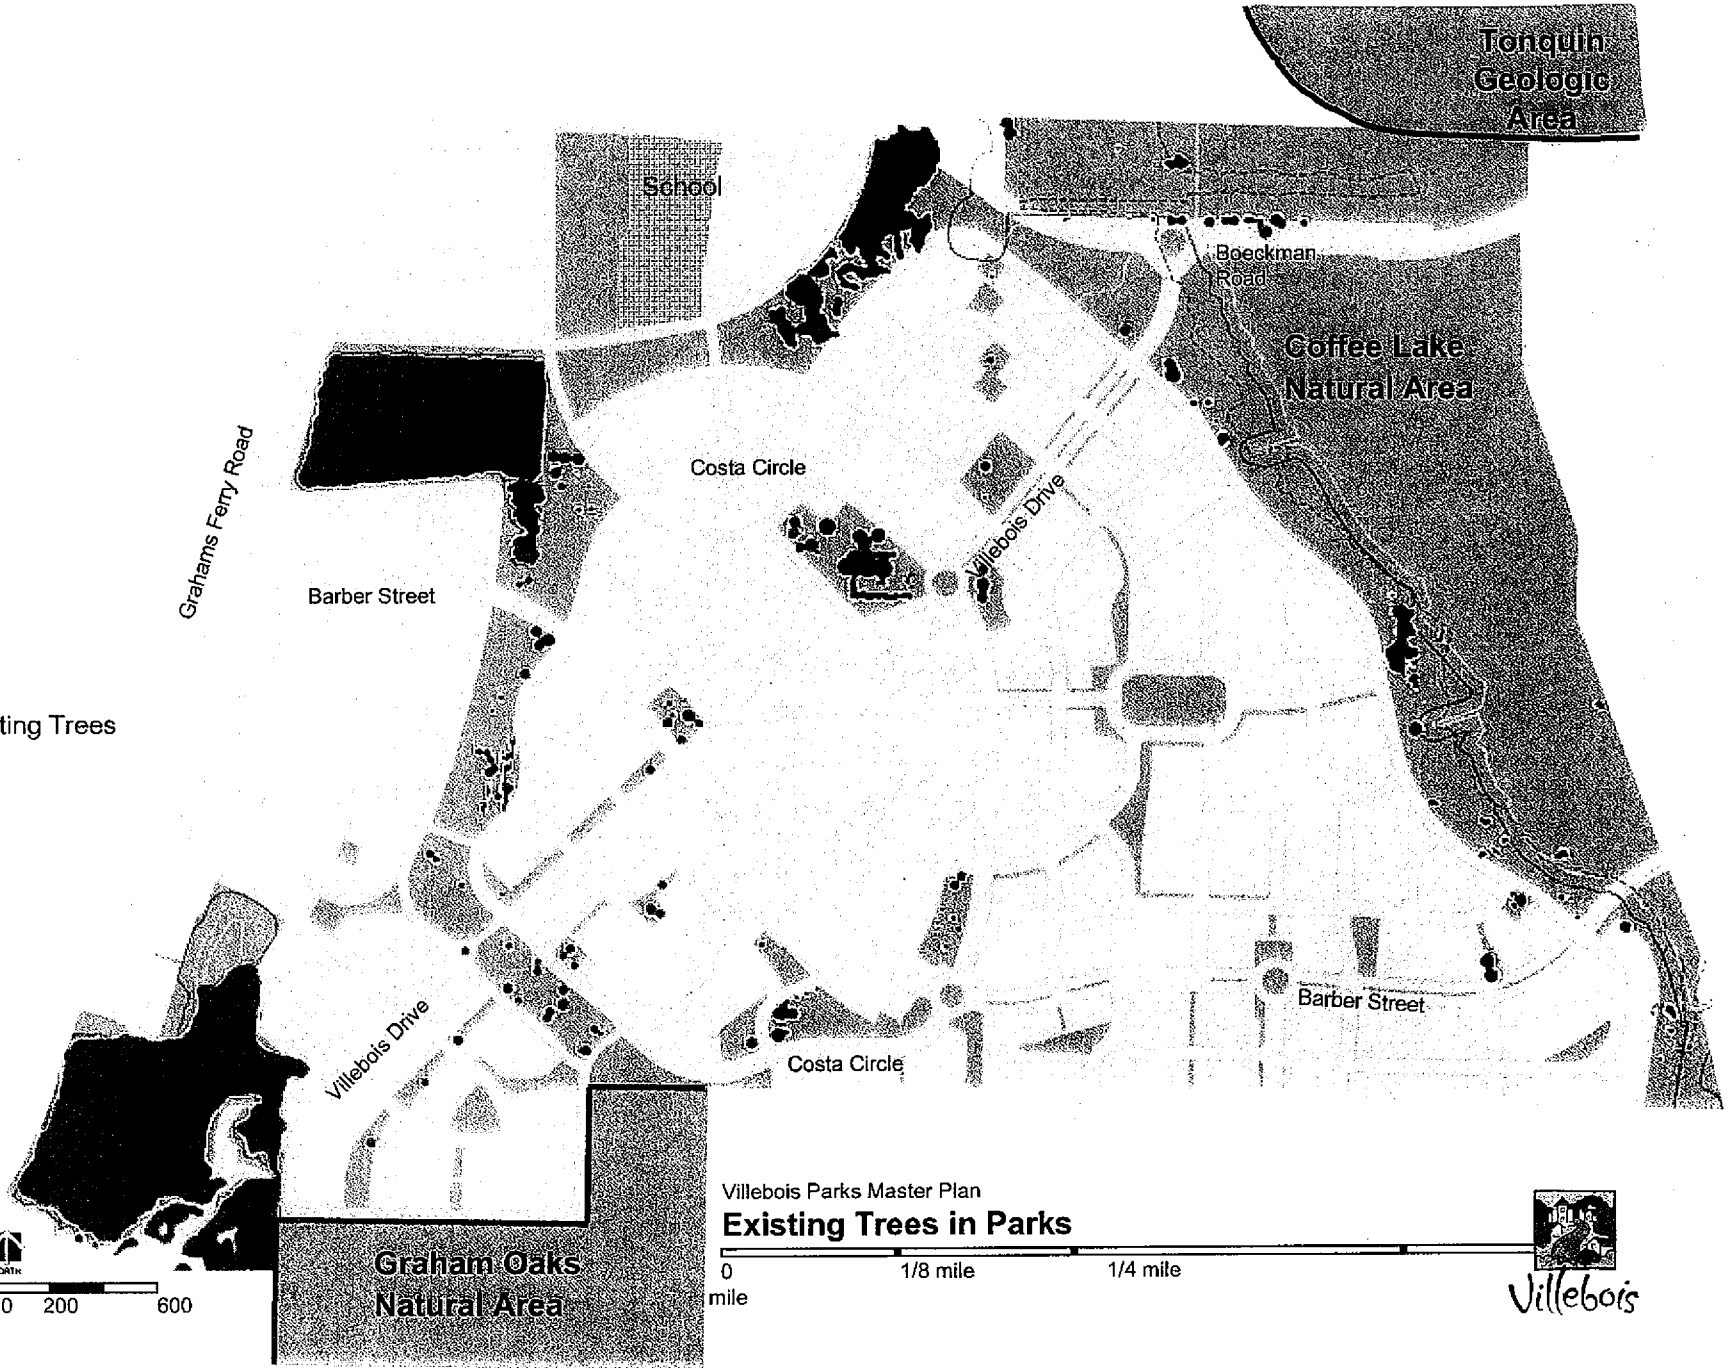 Tonquin
Geologic
Area
School
Boeckman
Road
Coffee Lake
Natural Area
Grahams Ferry Road
Costa Circle
Villebois Drive
Barber Street
ting Trees
Barber Street
Villebois Drive
Costa Circle
Villebois Parks Master Plan
Existing Trees in Parks
0 1/8 mile 1/4 mile
mile
Graham Oaks
Natural Area
0 200 600
Villebois